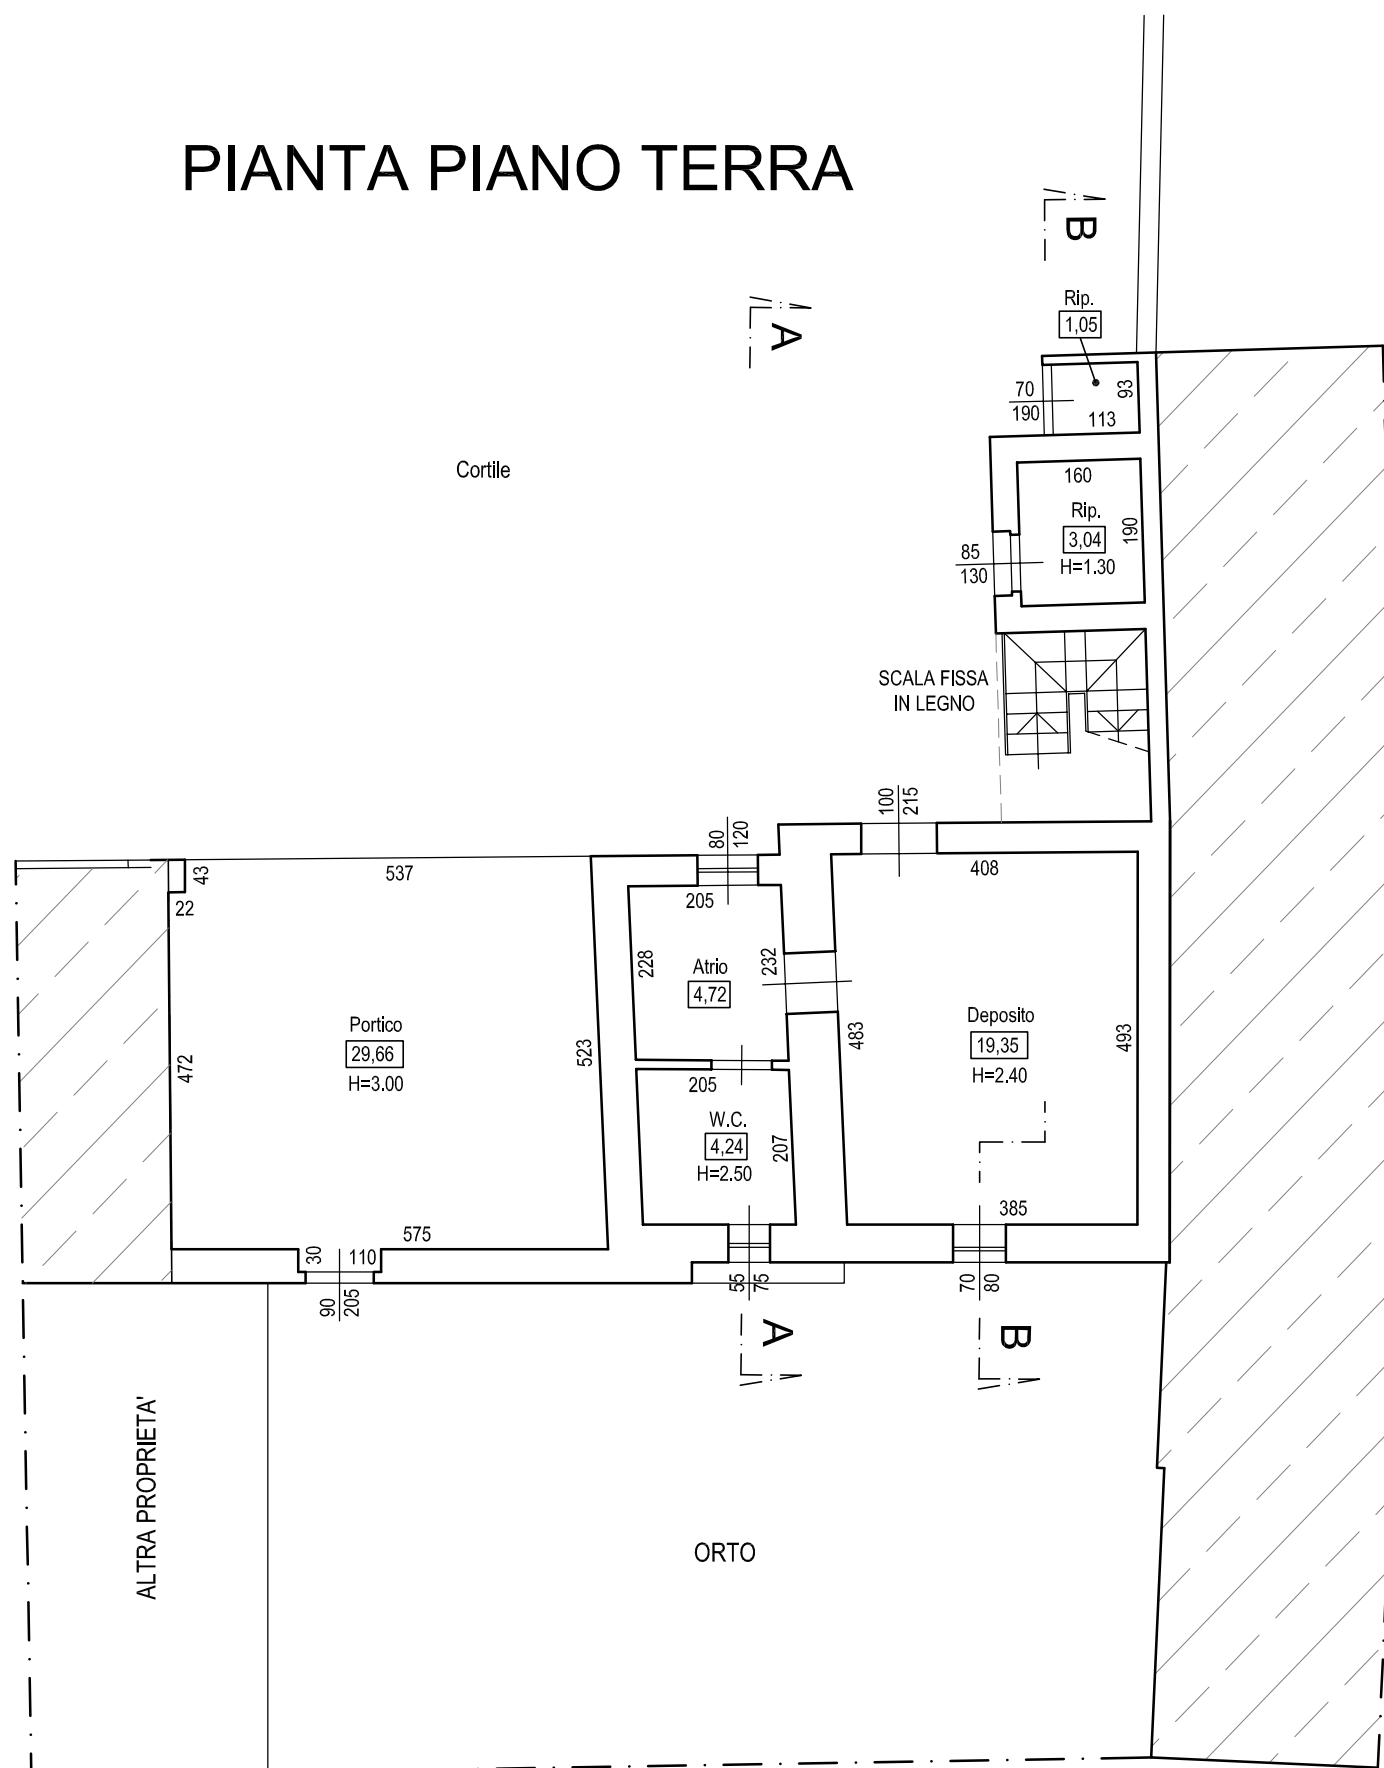 PIANTA PIANO TERRA
B
A
Rip.
1,05
70
190
93
113
Cortile
160
Rip.
3,04
H=1.30
190
85
130
SCALA FISSA
IN LEGNO
100
215
80
120
43
537
22
205
408
228
232
Atrio
4,72
Portico
29,66
H=3.00
472
523
483
Deposito
19,35
H=2.40
493
205
W.C.
4,24
H=2.50
207
385
575
30
110
90
205
55
75
70
80
A
B
ALTRA PROPRIETA'
ORTO